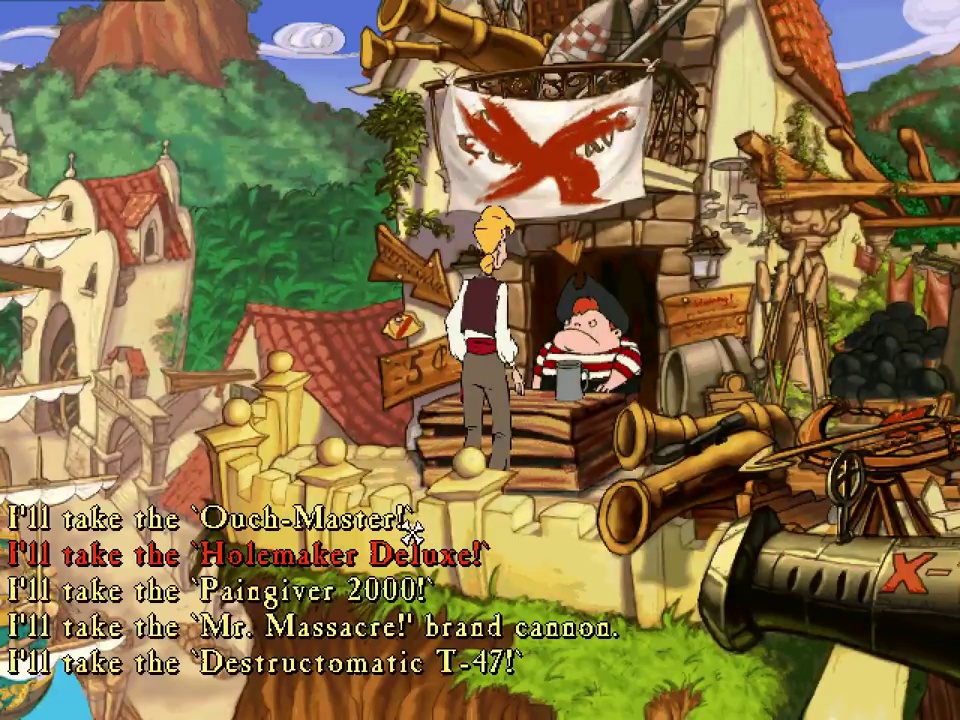 5¢
X-
I'll take the `Ouch-Master!`
I'll take the `Holemaker Deluxe!`
I'll take the `Paingiver 2000!`
I'll take the `Mr. Massacre!" brand cannon.
I'll take the `Destructomatic T-47!`